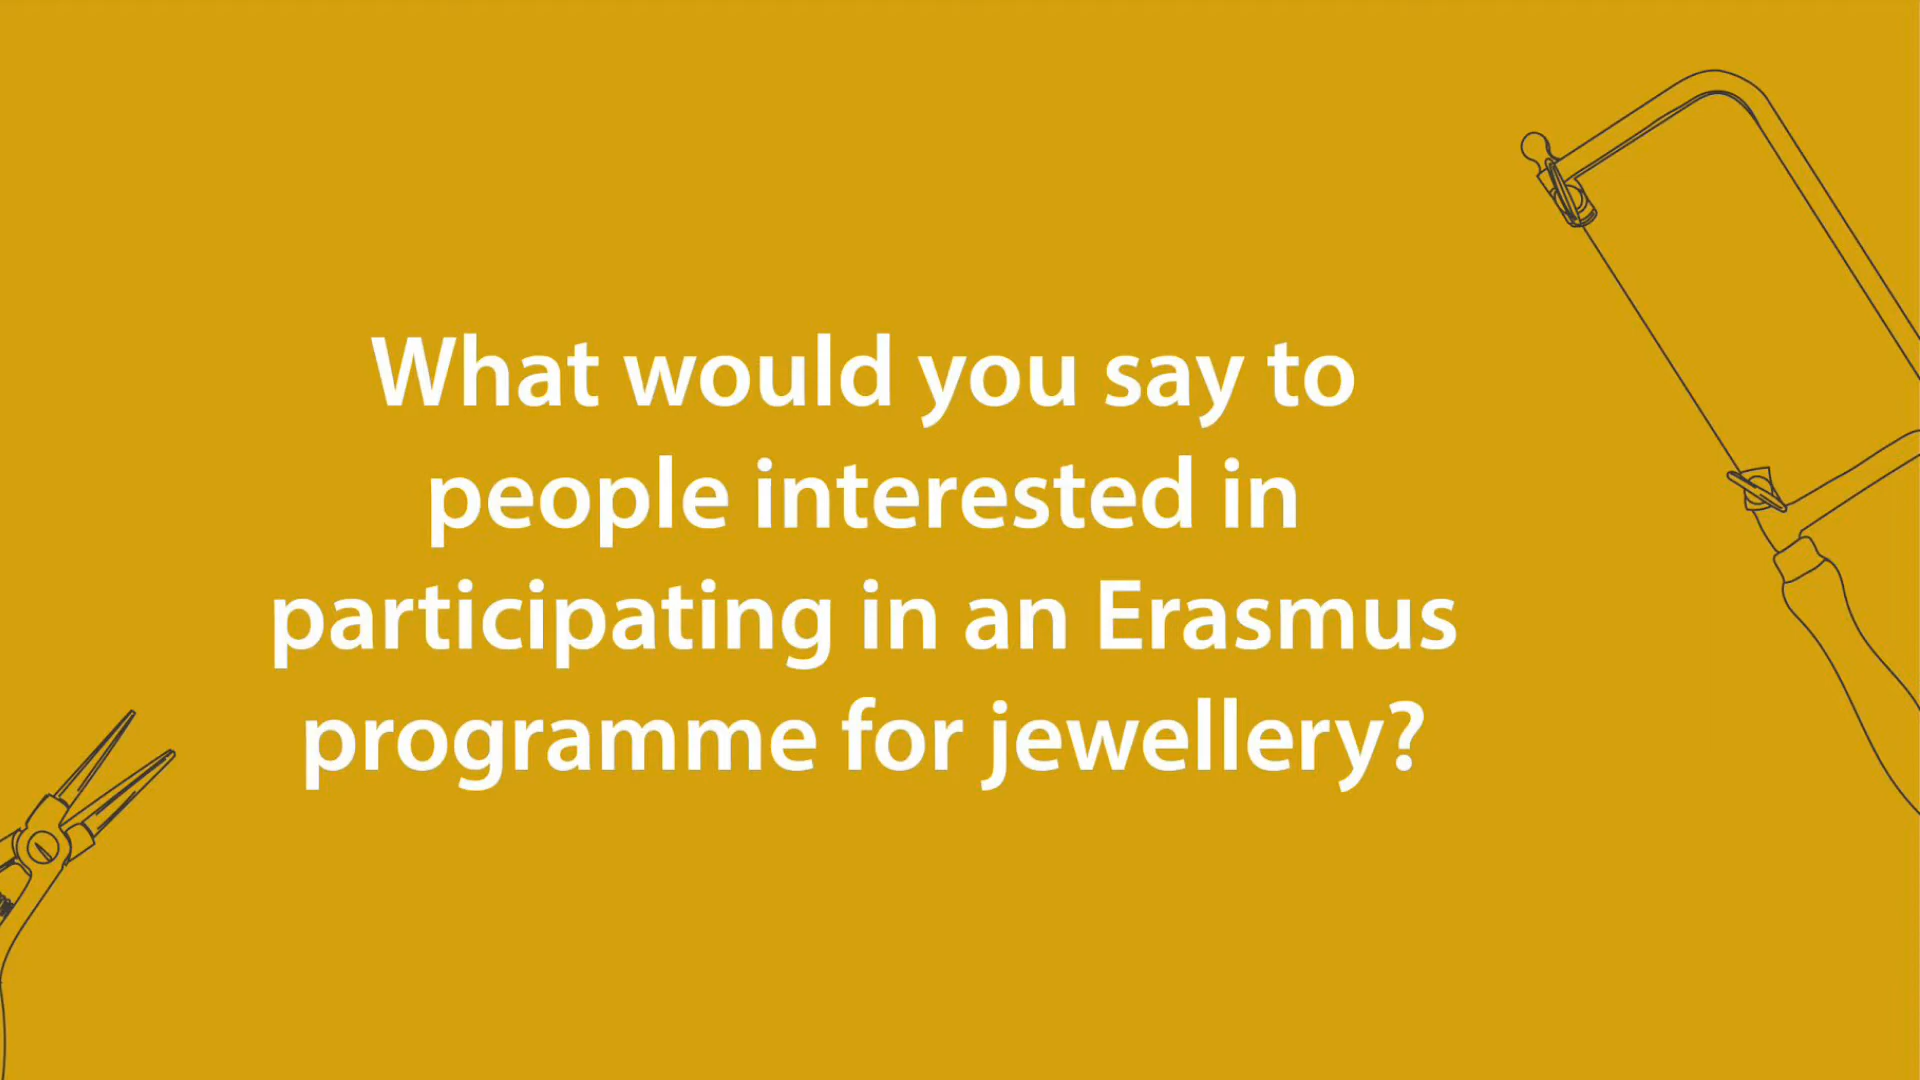 What would you say to
people interested in
participating in an Erasmus
programme for jewellery?